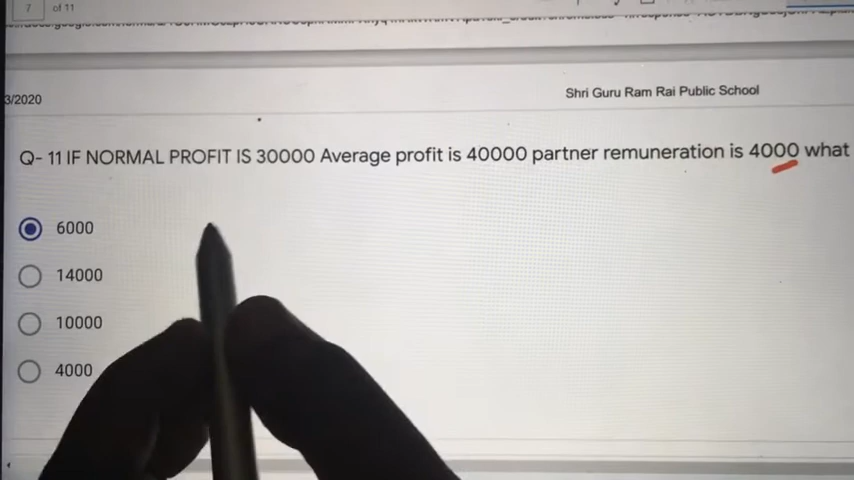 7 of 11
3/2020
Shri Guru Ram Rai Public School
Q- 11 IF NORMAL PROFIT IS 30000 Average profit is 40000 partner remuneration is 4000 what
6000
14000
10000
4000